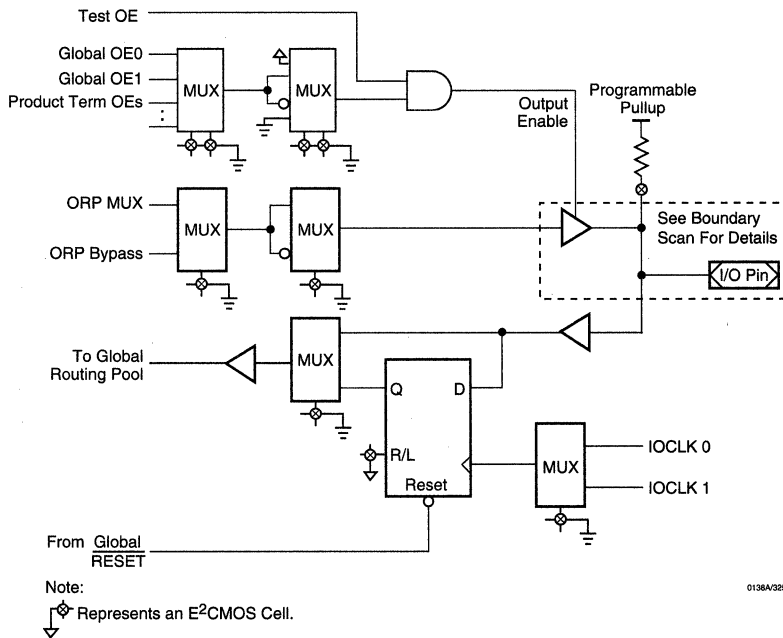 Test OE
Global OE0
Global OE1
Product Term OEs
:
MUX
MUX
Output
Enable
Programmable
Pullup
ORP MUX
ORP Bypass
MUX
MUX
See Boundary
Scan For Details
I/O Pin
To Global
Routing Pool
MUX
Q
D
R/L
Reset
MUX
IOCLK 0
IOCLK 1
From Global
RESET
Note:
Represents an E²CMOS Cell.